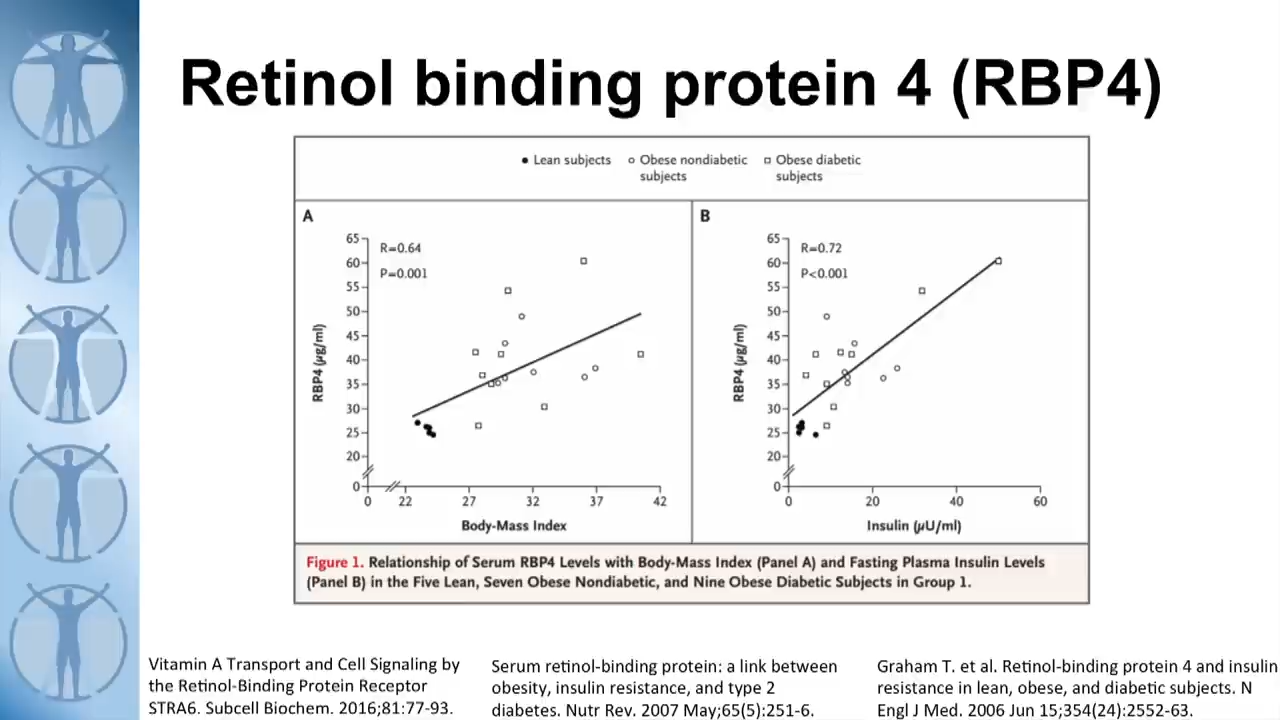 Retinol binding protein 4 (RBP4)
Lean subjects
Obese nondiabetic
subjects
Obese diabetic
subjects
A
R=0.64
P=0.001
RBP4 (µg/ml)
65
60
55
50
45
40
35
30
25
20
0
0 22 27 32 37 42
Body-Mass Index
B
R=0.72
P<0.001
RBP4 (µg/ml)
65
60
55
50
45
40
35
30
25
20
0
0 20 40 60
Insulin (µU/ml)
Figure 1. Relationship of Serum RBP4 Levels with Body-Mass Index (Panel A) and Fasting Plasma Insulin Levels
(Panel B) in the Five Lean, Seven Obese Nondiabetic, and Nine Obese Diabetic Subjects in Group 1.
Vitamin A Transport and Cell Signaling by
the Retinol-Binding Protein Receptor
STRA6. Subcell Biochem. 2016;81:77-93.
Serum retinol-binding protein: a link between
obesity, insulin resistance, and type 2
diabetes. Nutr Rev. 2007 May;65(5):251-6.
Graham T. et al. Retinol-binding protein 4 and insulin
resistance in lean, obese, and diabetic subjects. N
Engl J Med. 2006 Jun 15;354(24):2552-63.